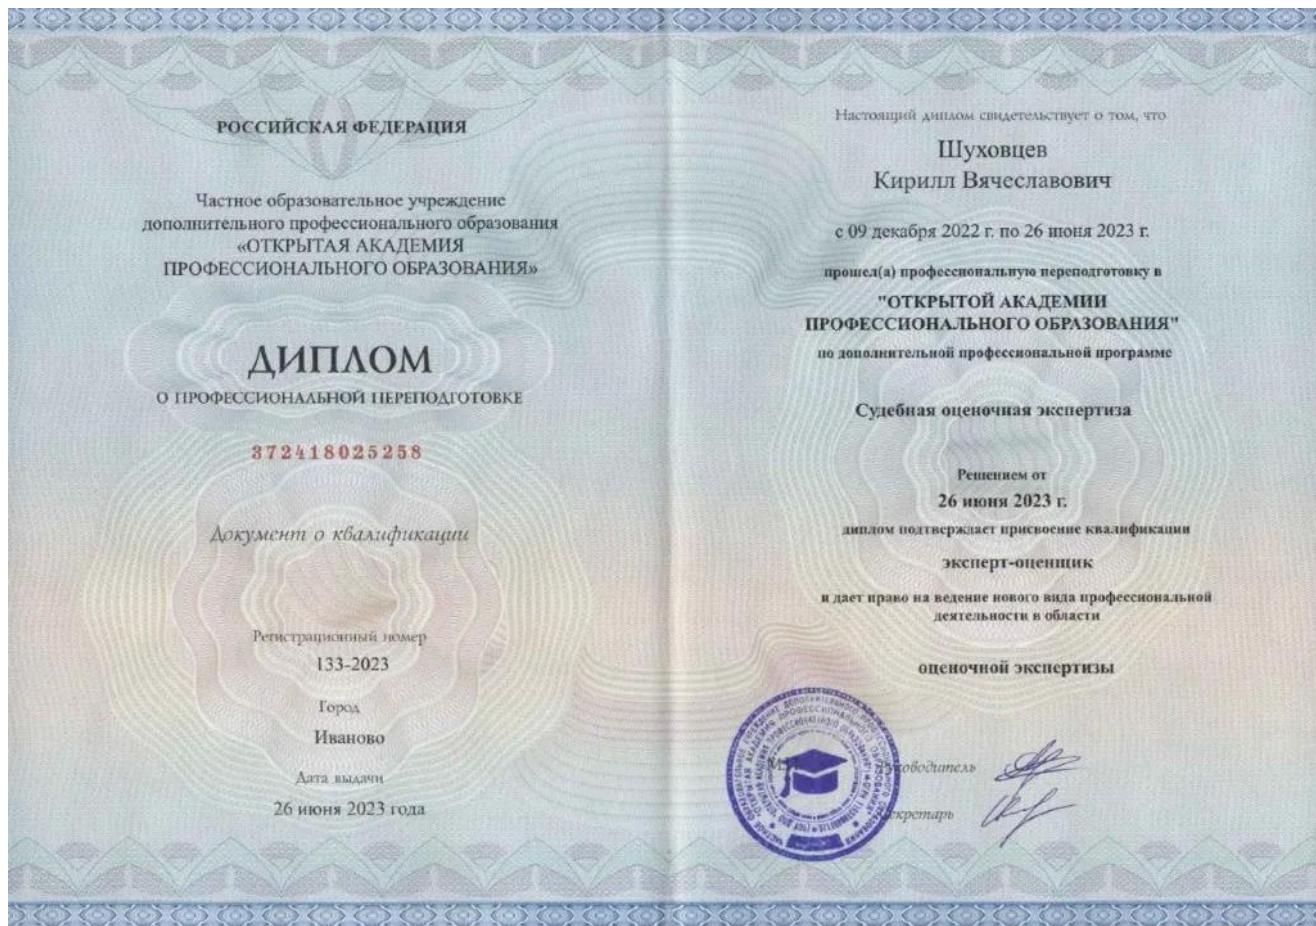 РОССИЙСКАЯ ФЕДЕРАЦИЯ
Частное образовательное учреждение
дополнительного профессионального образования
«ОТКРЫТАЯ АКАДЕМИЯ
ПРОФЕССИОНАЛЬНОГО ОБРАЗОВАНИЯ»
ДИПЛОМ
О ПРОФЕССИОНАЛЬНОЙ ПЕРЕПОДГОТОВКЕ
372418025258
Документ о квалификации
Регистрационный номер
133-2023
Город
Иваново
Дата выдачи
26 июня 2023 года
Настоящий диплом свидетельствует о том, что
Шуховцев
Кирилл Вячеславович
с 09 декабря 2022 г. по 26 июня 2023 г.
прошел(а) профессиональную переподготовку в
"ОТКРЫТОЙ АКАДЕМИИ
ПРОФЕССИОНАЛЬНОГО ОБРАЗОВАНИЯ"
по дополнительной профессиональной программе
Судебная оценочная экспертиза
Решением от
26 июня 2023 г.
диплом подтверждает присвоение квалификации
эксперт-оценщик
и дает право на ведение нового вида профессиональной
деятельности в области
оценочной экспертизы
Руководитель
Секретарь